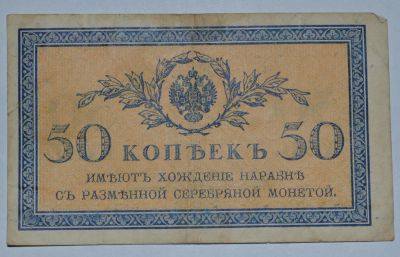 50 КОПѢЕКЪ 50
ИМѢЮТЪ ХОЖДЕНІЕ НАРАВНѢ
СЪ РАЗМѢННОЙ СЕРЕБРЯНОЙ МОНЕТОЙ.